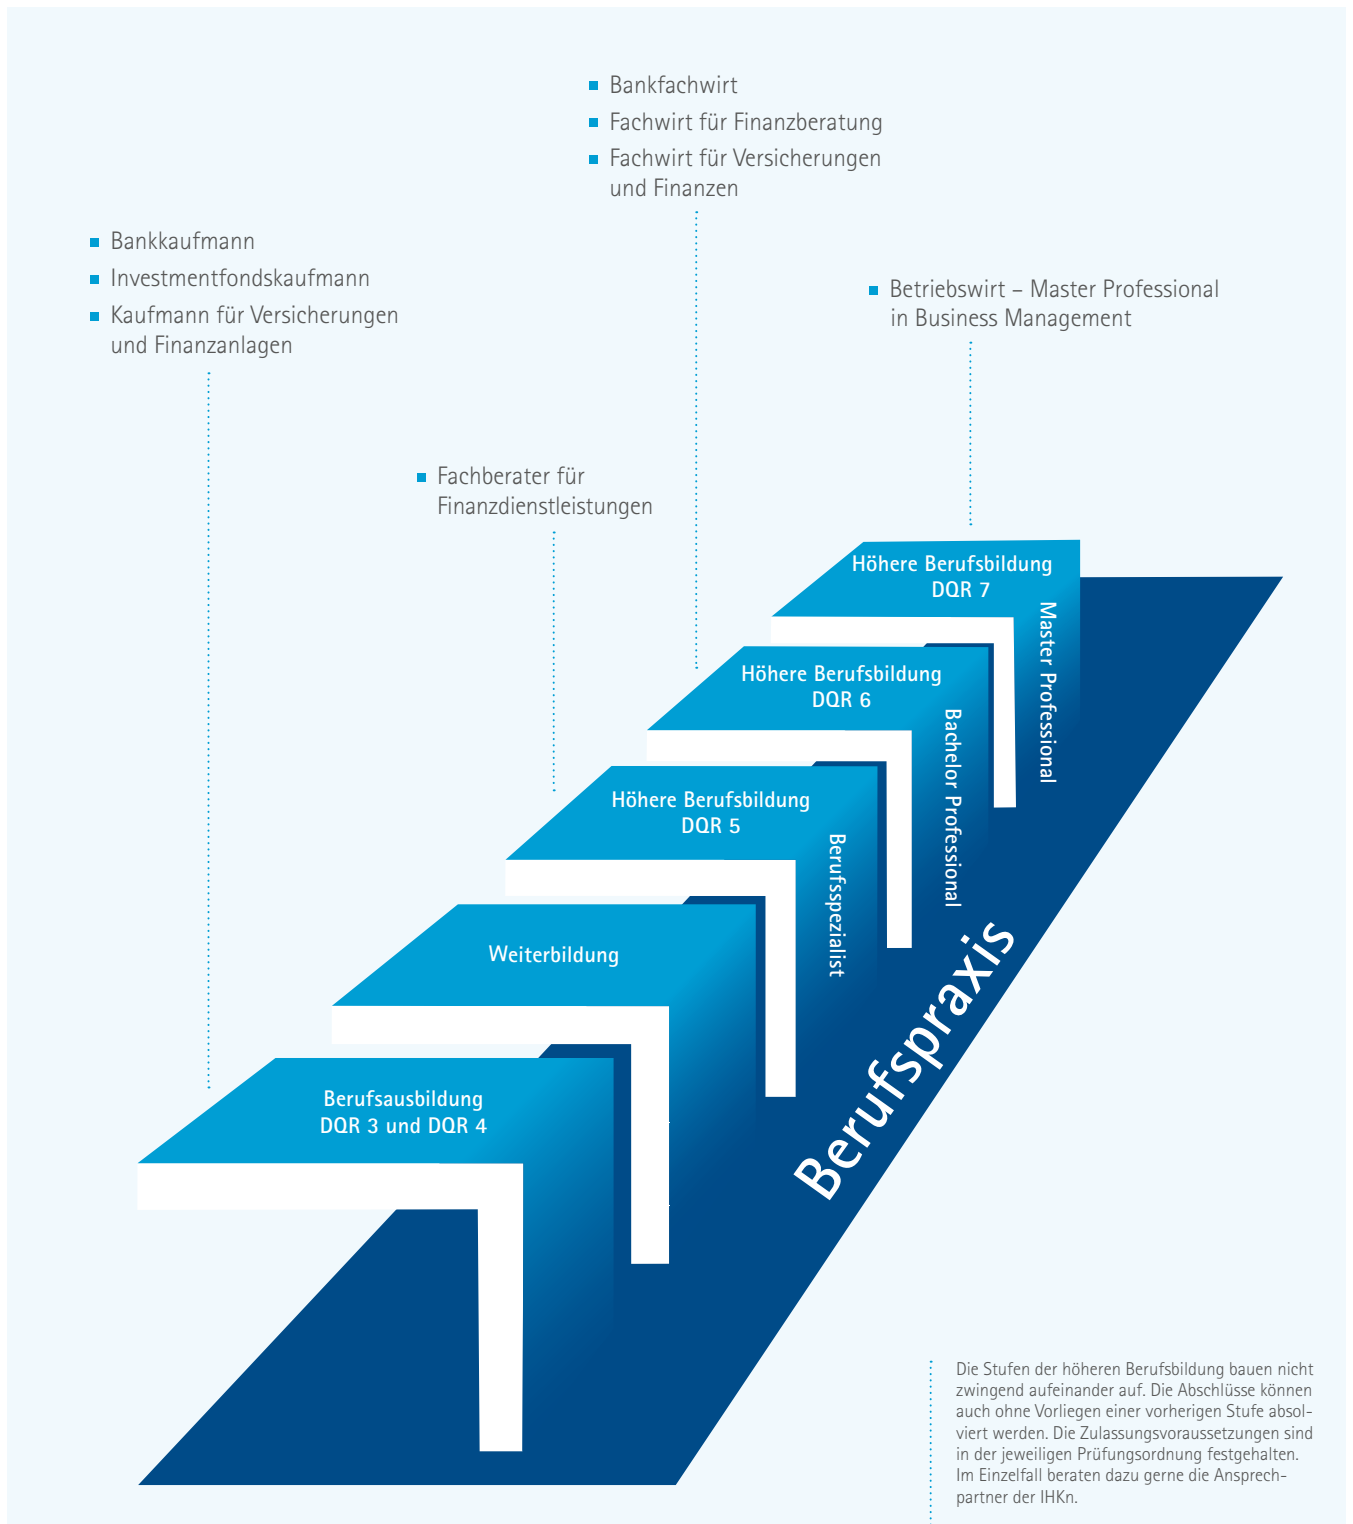 Bankfachwirt
Fachwirt für Finanzberatung
Fachwirt für Versicherungen
und Finanzen
Bankkaufmann
Investmentfondskaufmann
Kaufmann für Versicherungen
und Finanzanlagen
Betriebswirt – Master Professional
in Business Management
Fachberater für
Finanzdienstleistungen
Höhere Berufsbildung
DQR 7
Master Professional
Höhere Berufsbildung
DQR 6
Bachelor Professional
Höhere Berufsbildung
DQR 5
Berufsspezialist
Weiterbildung
Berufsausbildung
DQR 3 und DQR 4
Berufspraxis
Die Stufen der höheren Berufsbildung bauen nicht
zwingend aufeinander auf. Die Abschlüsse können
auch ohne Vorliegen einer vorherigen Stufe absol-
viert werden. Die Zulassungsvoraussetzungen sind
in der jeweiligen Prüfungsordnung festgehalten.
Im Einzelfall beraten dazu gerne die Ansprech-
partner der IHKn.